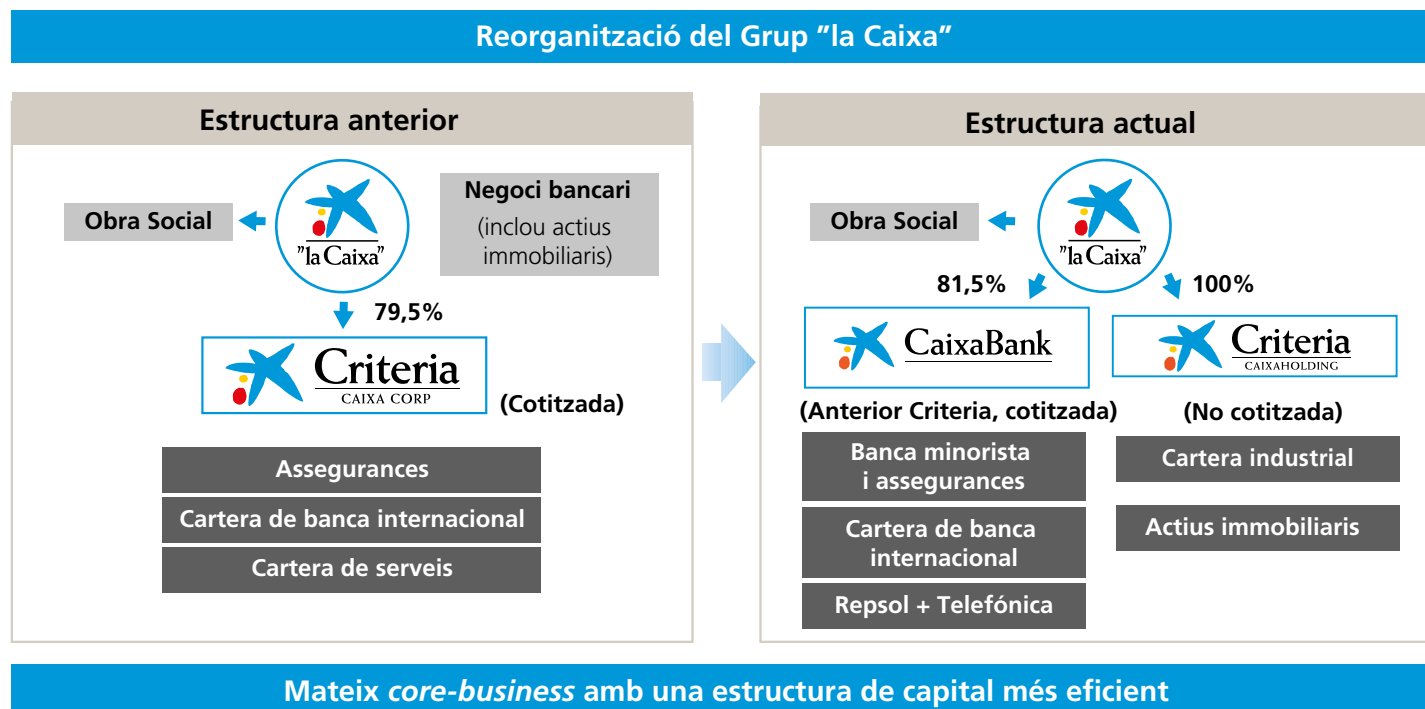 Reorganització del Grup "la Caixa"
Estructura anterior
Obra Social
"la Caixa"
Negoci bancari
(inclou actius
immobiliaris)
79,5%
Criteria
CAIXA CORP
(Cotitzada)
Assegurances
Cartera de banca internacional
Cartera de serveis
Estructura actual
Obra Social
"la Caixa"
81,5%
100%
CaixaBank
(Anterior Criteria, cotitzada)
Banca minorista
i assegurances
Cartera de banca
internacional
Repsol + Telefónica
Criteria
CAIXAHOLDING
(No cotitzada)
Cartera industrial
Actius immobiliaris
Mateix core-business amb una estructura de capital més eficient